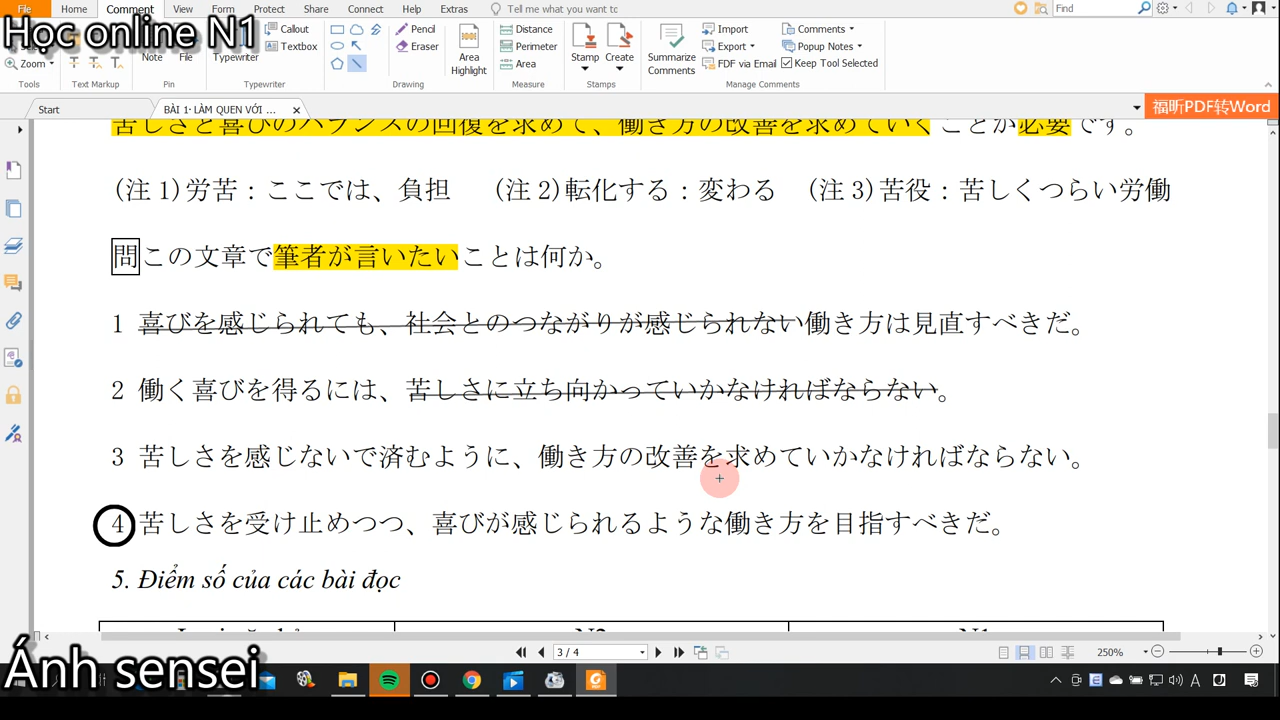 File Home Comment View Form Protect Share Connect Help Extras Tell me what you want tc Find
Học online N1
Callout Pencil Distance Import Comments
Textbox Eraser Perimeter Export Popup Notes
Zoom Typewriter Note File Area Highlight Area Stamp Create Summarize Comments FDF via Email Keep Tool Selected
Tools Text Markup Pin Typewriter Drawing Measure Stamps Manage Comments
Start BÀI 1· LÀM QUEN VỚI ... 福昕PDF转Word
苦しさと喜びのバランスの回復を求めて、働き方の改善を求めていくことが必要です。
(注1)労苦：ここでは、負担 (注2)転化する：変わる (注3)苦役：苦しくつらい労働
問この文章で筆者が言いたいことは何か。
1 喜びを感じられても、社会とのつながりが感じられない働き方は見直すべきだ。
2 働く喜びを得るには、苦しさに立ち向かっていかなければならない。
3 苦しさを感じないで済むように、働き方の改善を求めていかなければならない。
4 苦しさを受け止めつつ、喜びが感じられるような働き方を目指すべきだ。
5. Điểm số của các bài đọc
N2 N1
3 / 4 250%
Ánh sensei